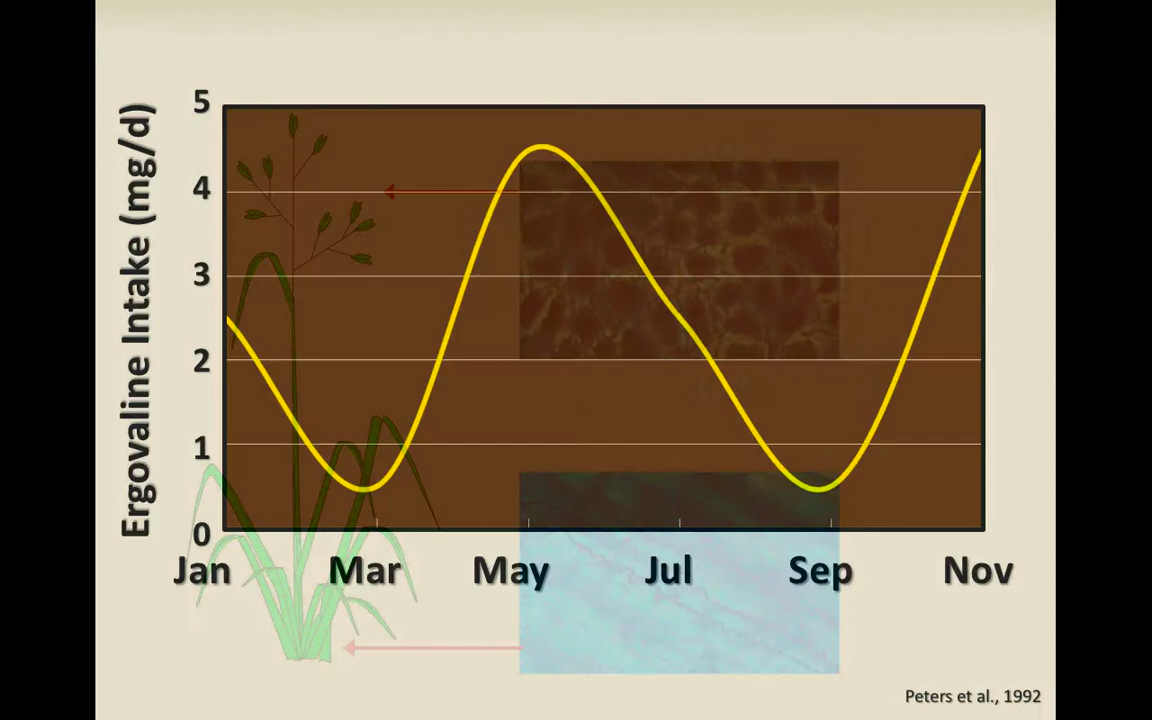 Ergovaline Intake (mg/d)
5
4
3
2
1
0
Jan Mar May Jul Sep Nov
Peters et al., 1992